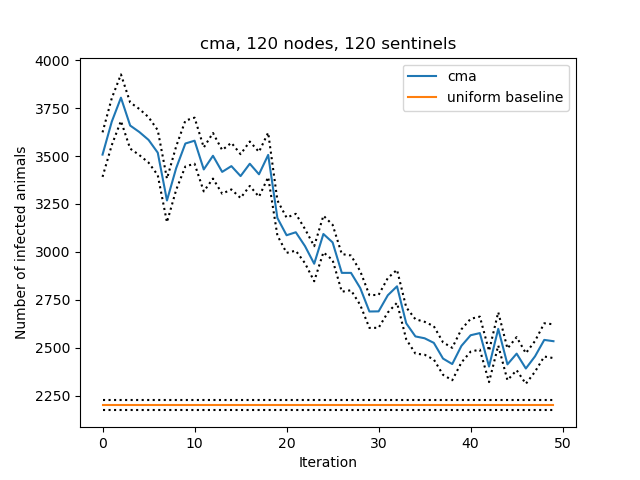 cma, 120 nodes, 120 sentinels
cma
uniform baseline
Number of infected animals
4000
3750
3500
3250
3000
2750
2500
2250
0 10 20 30 40 50
Iteration